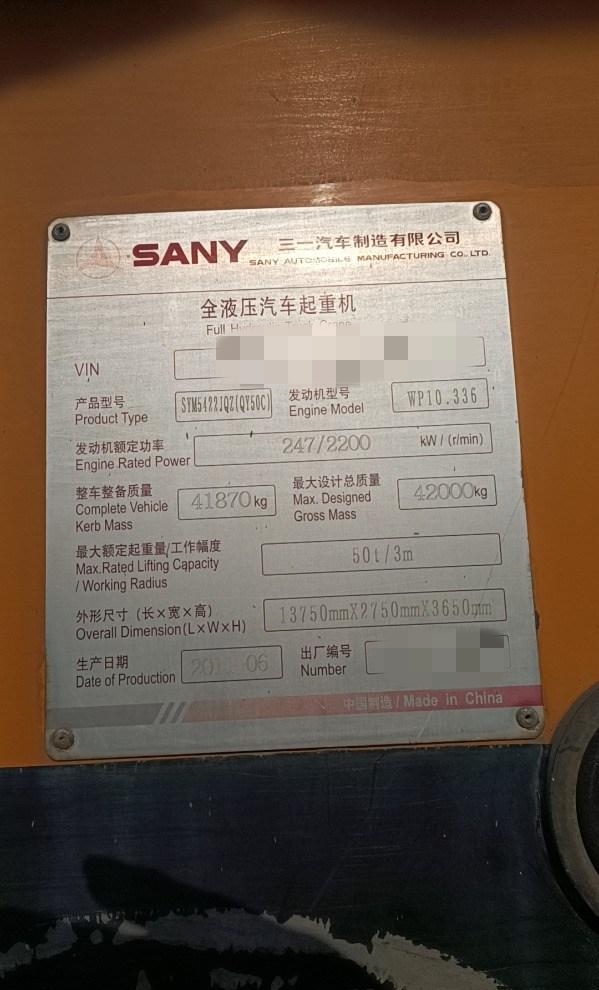 SANY 三一汽车制造有限公司
SANY AUTOMOBILE MANUFACTURING CO., LTD.
全液压汽车起重机
Full Hydraulic Truck Crane
VIN
产品型号 SYM5422JQZ(QY50C) 发动机型号 WP10.336
Product Type Engine Model
发动机额定功率 247/2200 kW / (r/min)
Engine Rated Power
整车整备质量 41870kg 最大设计总质量 42000kg
Complete Vehicle Max. Designed
Kerb Mass Gross Mass
最大额定起重量/工作幅度 50t/3m
Max.Rated Lifting Capacity
/ Working Radius
外形尺寸（长×宽×高） 13750mmX2750mmX3650mm
Overall Dimension(L×W×H)
生产日期 出厂编号
Date of Production Number
中国制造 / Made in China